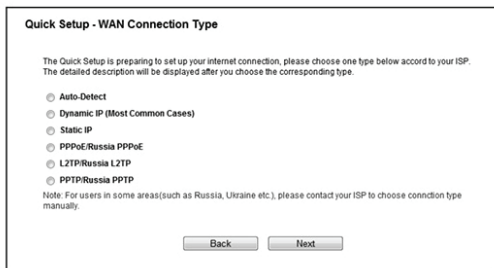 Quick Setup - WAN Connection Type
The Quick Setup is preparing to set up your internet connection, please choose one type below accord to your ISP.
The detailed description will be displayed after you choose the corresponding type.
Auto-Detect
Dynamic IP (Most Common Cases)
Static IP
PPPoE/Russia PPPoE
L2TP/Russia L2TP
PPTP/Russia PPTP
Note: For users in some areas(such as Russia, Ukraine etc.), please contact your ISP to choose connction type
manually.
Back Next